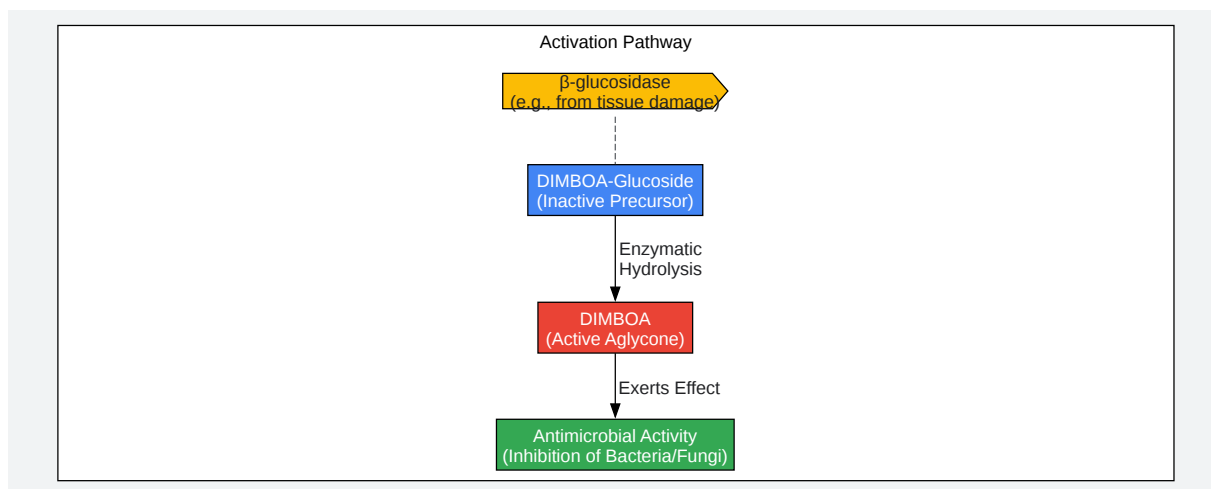 Activation Pathway
β-glucosidase
(e.g., from tissue damage)
DIMBOA-Glucoside
(Inactive Precursor)
Enzymatic
Hydrolysis
DIMBOA
(Active Aglycone)
Exerts Effect
Antimicrobial Activity
(Inhibition of Bacteria/Fungi)